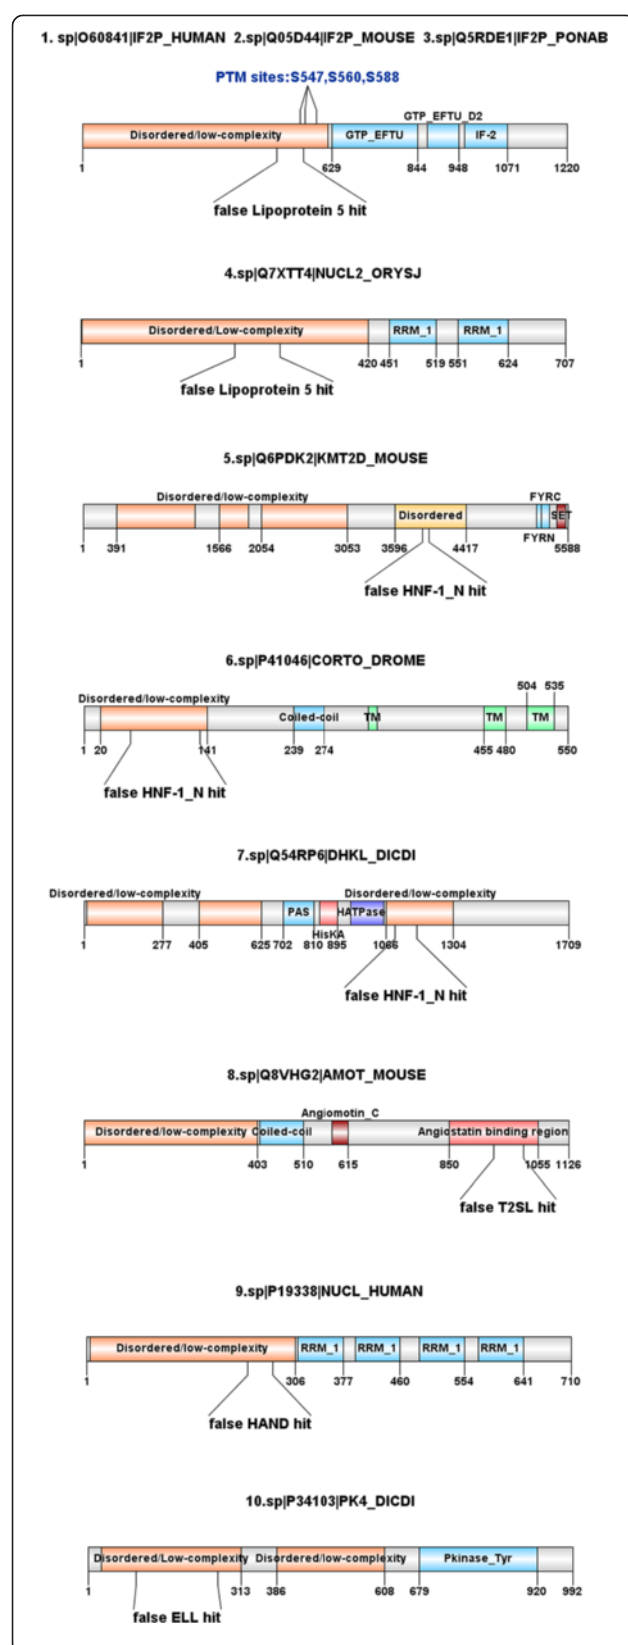 1. sp|O60841|IF2P_HUMAN 2.sp|Q05D44|IF2P_MOUSE 3.sp|Q5RDE1|IF2P_PONAB
PTM sites:S547,S560,S588
GTP_EFTU_D2
Disordered/low-complexity GTP_EFTU IF-2
1 629 844 948 1071 1220
false Lipoprotein 5 hit
4.sp|Q7XTT4|NUCL2_ORYSJ
Disordered/Low-complexity RRM_1 RRM_1
1 420 451 519 551 624 707
false Lipoprotein 5 hit
5.sp|Q6PDK2|KMT2D_MOUSE
Disordered/low-complexity FYRC
Disordered SET
1 391 1566 2054 3053 3596 4417 FYRN 5588
false HNF-1_N hit
6.sp|P41046|CORTO_DROME
504 535
Disordered/low-complexity
Coiled-coil TM TM TM
1 20 141 239 274 455 480 550
false HNF-1_N hit
7.sp|Q54RP6|DHKL_DICDI
Disordered/low-complexity Disordered/low-complexity
PAS HATPase
HisKA
1 277 405 625 702 810 895 1066 1304 1709
false HNF-1_N hit
8.sp|Q8VHG2|AMOT_MOUSE
Angiomotin_C
Disordered/low-complexity Coiled-coil Angiostatin binding region
1 403 510 615 850 1055 1126
false T2SL hit
9.sp|P19338|NUCL_HUMAN
Disordered/low-complexity RRM_1 RRM_1 RRM_1 RRM_1
1 306 377 460 554 641 710
false HAND hit
10.sp|P34103|PK4_DICDI
Disordered/Low-complexity Disordered/low-complexity Pkinase_Tyr
1 313 386 608 679 920 992
false ELL hit